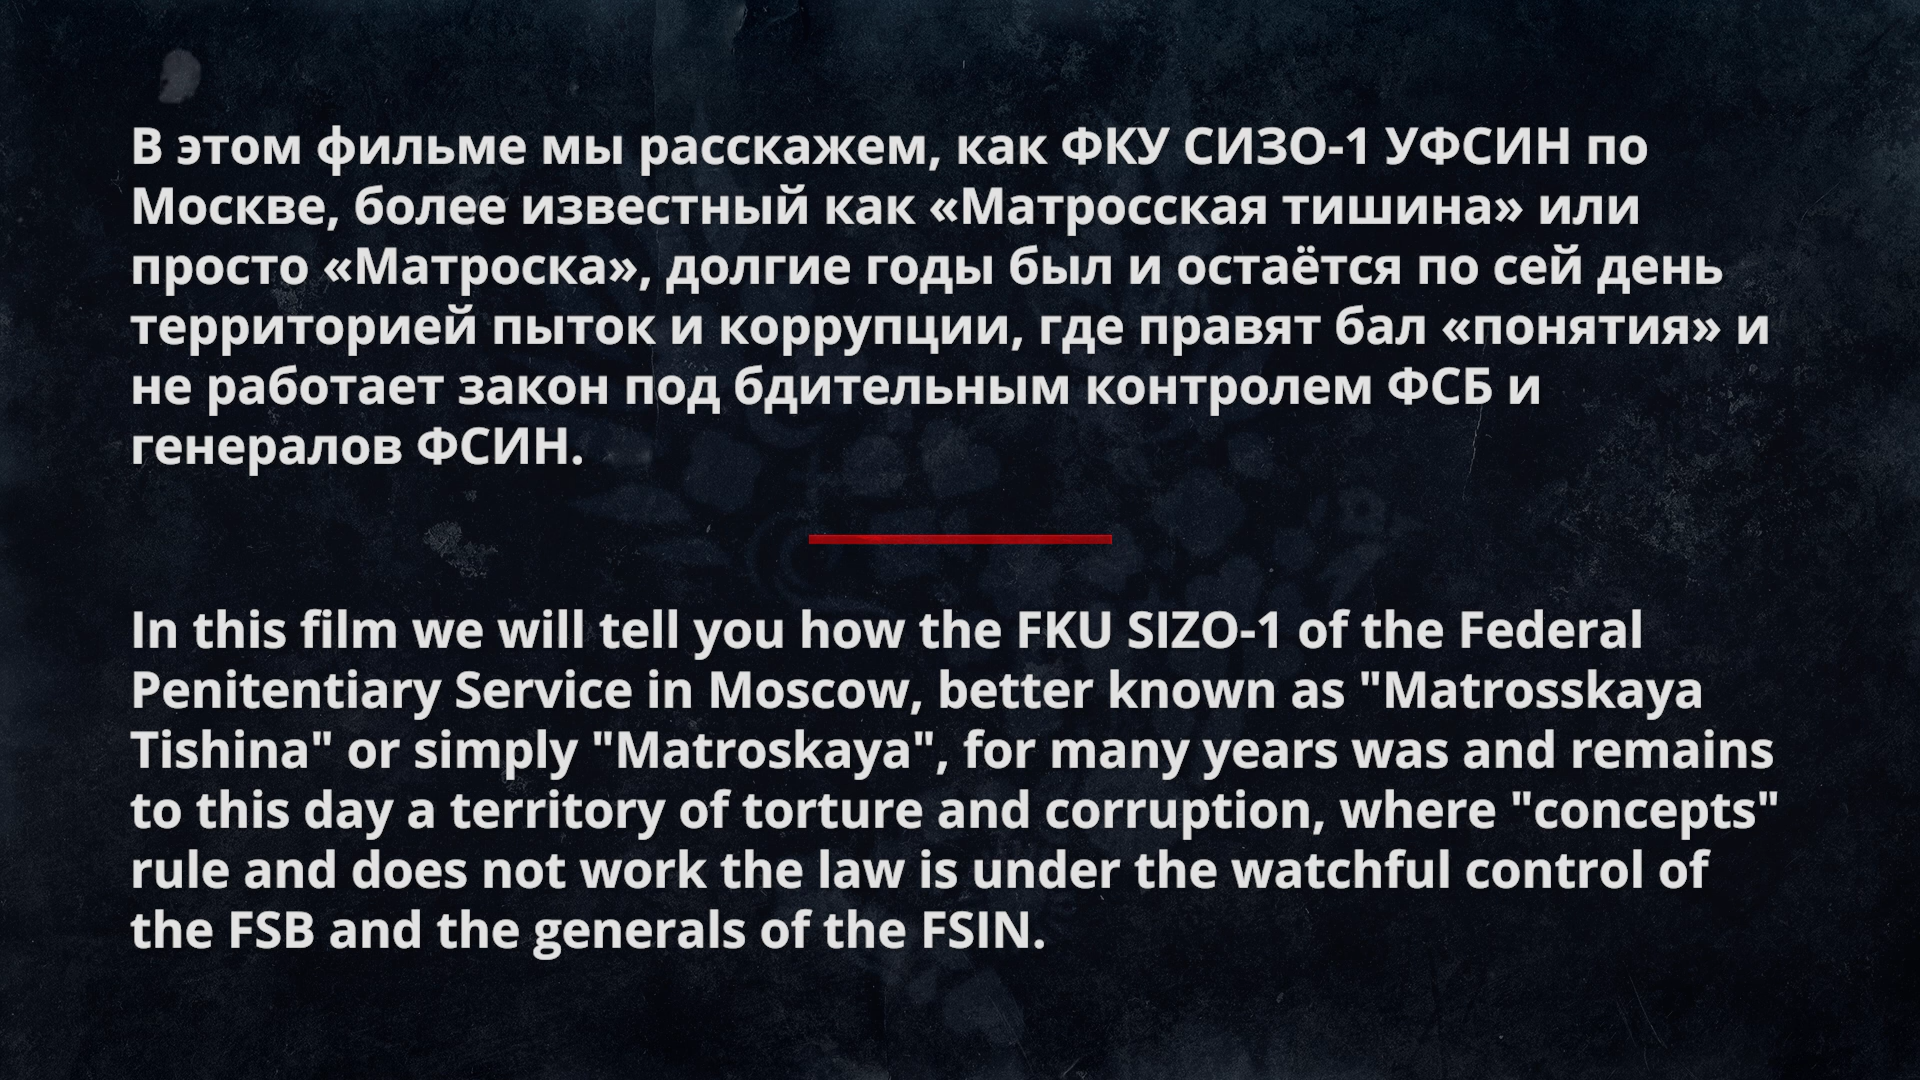 В этом фильме мы расскажем, как ФКУ СИЗО-1 УФСИН по
Москве, более известный как «Матросская тишина» или
просто «Матроска», долгие годы был и остаётся по сей день
территорией пыток и коррупции, где правят бал «понятия» и
не работает закон под бдительным контролем ФСБ и
генералов ФСИН.
In this film we will tell you how the FKU SIZO-1 of the Federal
Penitentiary Service in Moscow, better known as "Matrosskaya
Tishina" or simply "Matroskaya", for many years was and remains
to this day a territory of torture and corruption, where "concepts"
rule and does not work the law is under the watchful control of
the FSB and the generals of the FSIN.